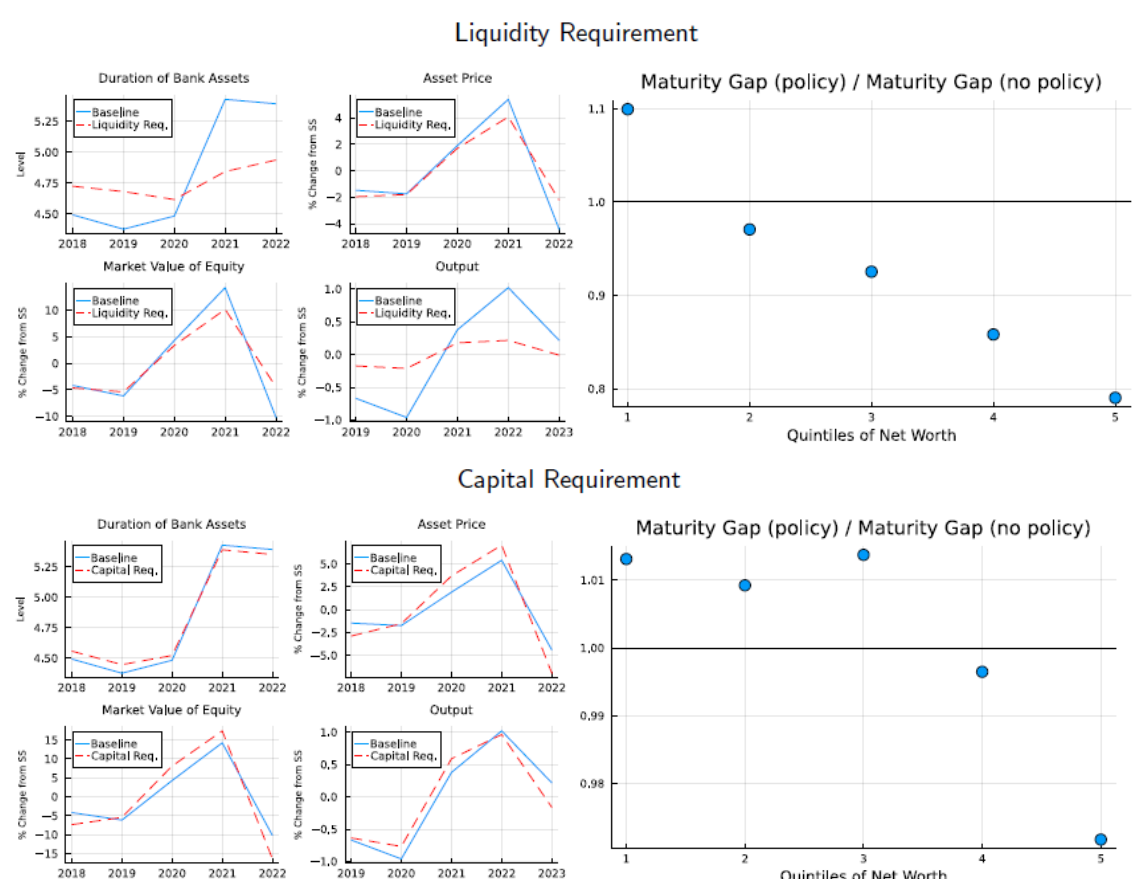 Liquidity Requirement
Duration of Bank Assets
Baseline
Liquidity Req.
Level
5.25
5.00
4.75
4.50
2018 2019 2020 2021 2022
Asset Price
Baseline
Liquidity Req.
% Change from SS
4
2
0
−2
−4
2018 2019 2020 2021 2022
Market Value of Equity
Baseline
Liquidity Req.
% Change from SS
10
5
0
−5
−10
2018 2019 2020 2021 2022
Output
Baseline
Liquidity Req.
% Change from SS
1.0
0.5
0.0
−0.5
−1.0
2019 2020 2021 2022 2023
Maturity Gap (policy) / Maturity Gap (no policy)
1.1
1.0
0.9
0.8
1 2 3 4 5
Quintiles of Net Worth
Capital Requirement
Duration of Bank Assets
Baseline
Capital Req.
Level
5.25
5.00
4.75
4.50
2018 2019 2020 2021 2022
Asset Price
Baseline
Capital Req.
% Change from SS
5.0
2.5
0.0
−2.5
−5.0
2018 2019 2020 2021 2022
Market Value of Equity
Baseline
Capital Req.
% Change from SS
15
10
5
0
−5
−10
−15
2018 2019 2020 2021 2022
Output
Baseline
Capital Req.
% Change from SS
1.0
0.5
0.0
−0.5
−1.0
2019 2020 2021 2022 2023
Maturity Gap (policy) / Maturity Gap (no policy)
1.01
1.00
0.99
0.98
1 2 3 4 5
Quintiles of Net Worth